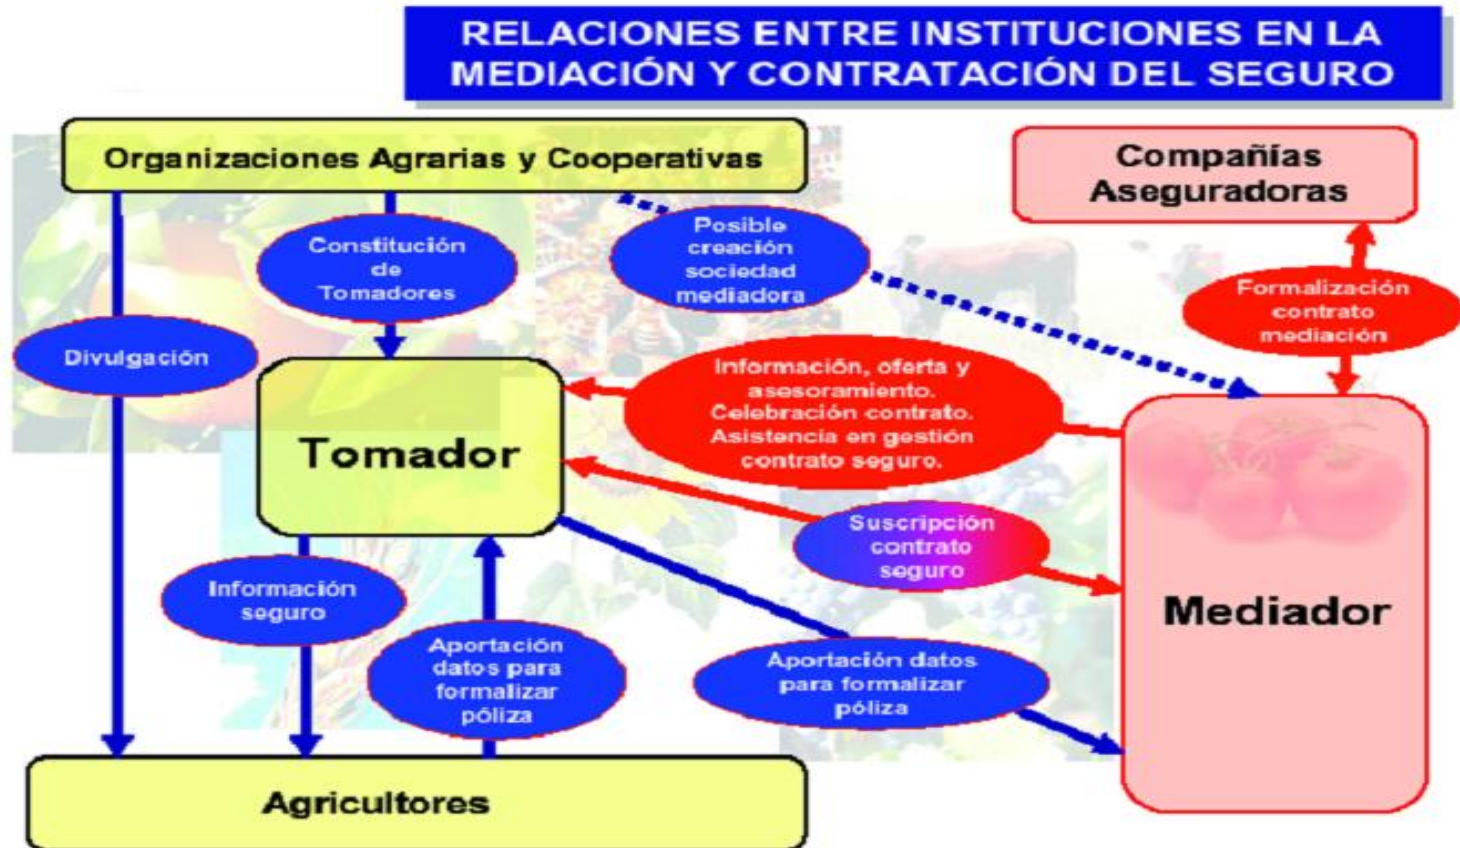 RELACIONES ENTRE INSTITUCIONES EN LA
MEDIACIÓN Y CONTRATACIÓN DEL SEGURO
Organizaciones Agrarias y Cooperativas
Compañías
Aseguradoras
Constitución
de
Tomadores
Posible
creación
sociedad
mediadora
Formalización
contrato
mediación
Divulgación
Información, oferta y
asesoramiento.
Celebración contrato.
Asistencia en gestión
contrato seguro.
Tomador
Suscripción
contrato
seguro
Mediador
Información
seguro
Aportación
datos para
formalizar
póliza
Aportación datos
para formalizar
póliza
Agricultores